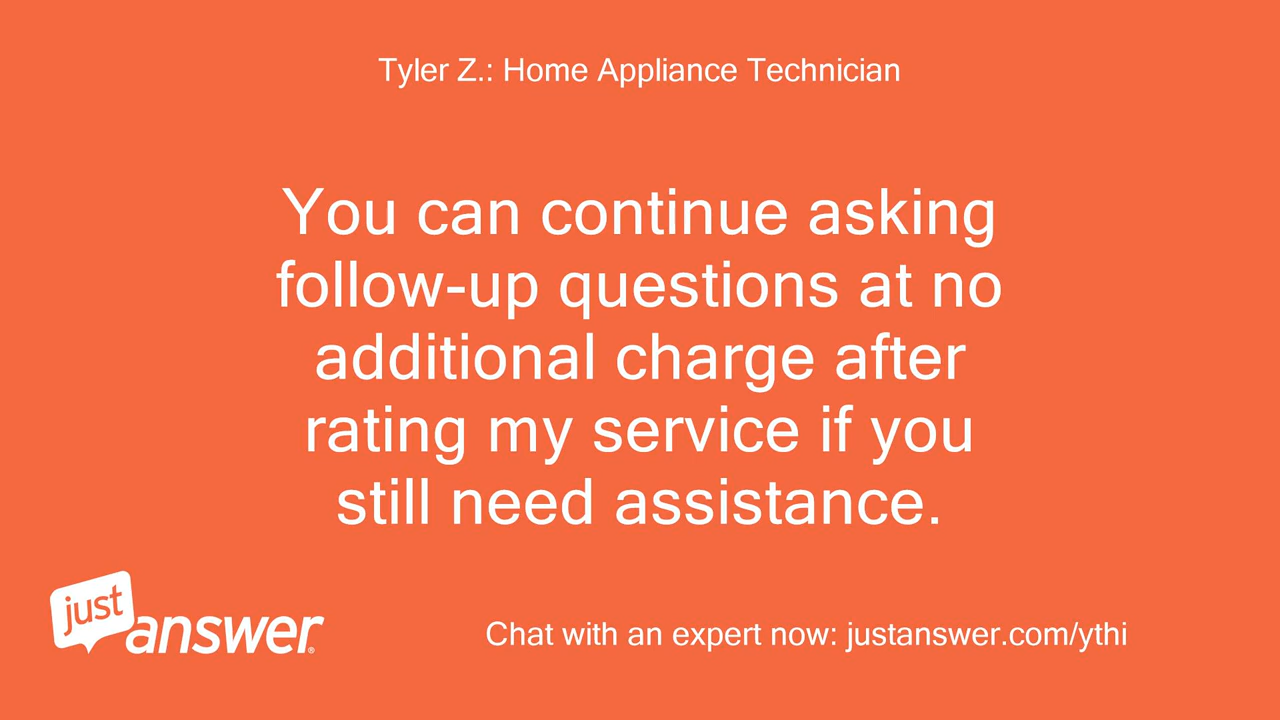 Tyler Z.: Home Appliance Technician
You can continue asking
follow-up questions at no
additional charge after
rating my service if you
still need assistance.
just
answer®
Chat with an expert now: justanswer.com/ythi